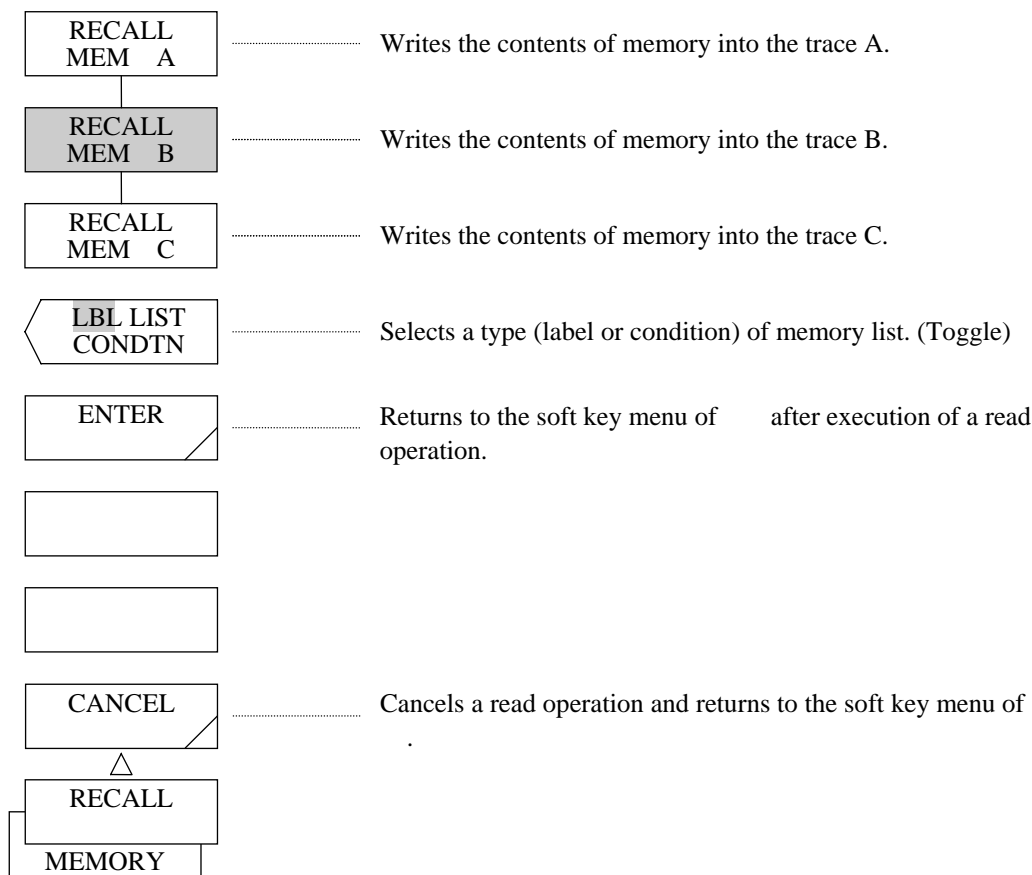 RECALL
MEM A
Writes the contents of memory into the trace A.
RECALL
MEM B
Writes the contents of memory into the trace B.
RECALL
MEM C
Writes the contents of memory into the trace C.
LBL LIST
CONDTN
Selects a type (label or condition) of memory list. (Toggle)
ENTER
Returns to the soft key menu of after execution of a read
operation.
CANCEL
Cancels a read operation and returns to the soft key menu of
.
RECALL
MEMORY